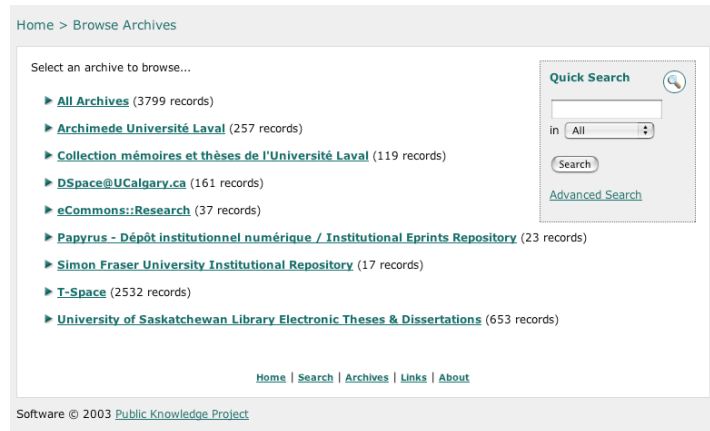 Home > Browse Archives
Select an archive to browse...
All Archives (3799 records)
Archimede Université Laval (257 records)
Collection mémoires et thèses de l'Université Laval (119 records)
DSpace@UCalgary.ca (161 records)
eCommons::Research (37 records)
Papyrus - Dépôt institutionnel numérique / Institutional Eprints Repository (23 records)
Simon Fraser University Institutional Repository (17 records)
T-Space (2532 records)
University of Saskatchewan Library Electronic Theses & Dissertations (653 records)
Quick Search
in All
Search
Advanced Search
Home | Search | Archives | Links | About
Software © 2003 Public Knowledge Project